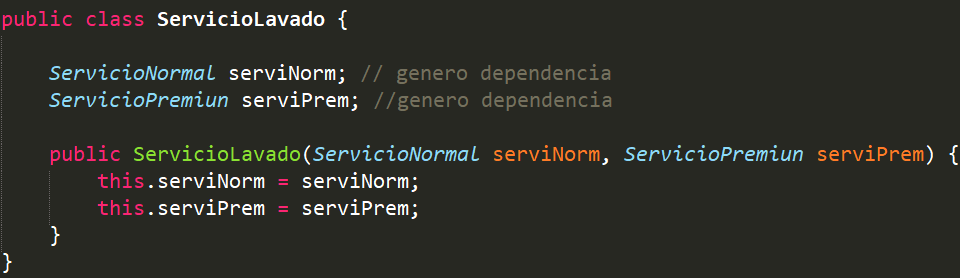 public class ServicioLavado {
ServicioNormal serviNorm; // genero dependencia
ServicioPremiun serviPrem; //genero dependencia
public ServicioLavado(ServicioNormal serviNorm, ServicioPremiun serviPrem) {
this.serviNorm = serviNorm;
this.serviPrem = serviPrem;
}
}